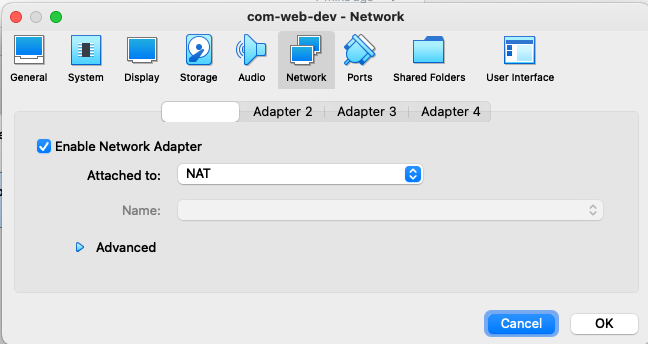 com-web-dev - Network
General System Display Storage Audio Network Ports Shared Folders User Interface
Adapter 2 Adapter 3 Adapter 4
Enable Network Adapter
Attached to: NAT
Name:
Advanced
Cancel OK